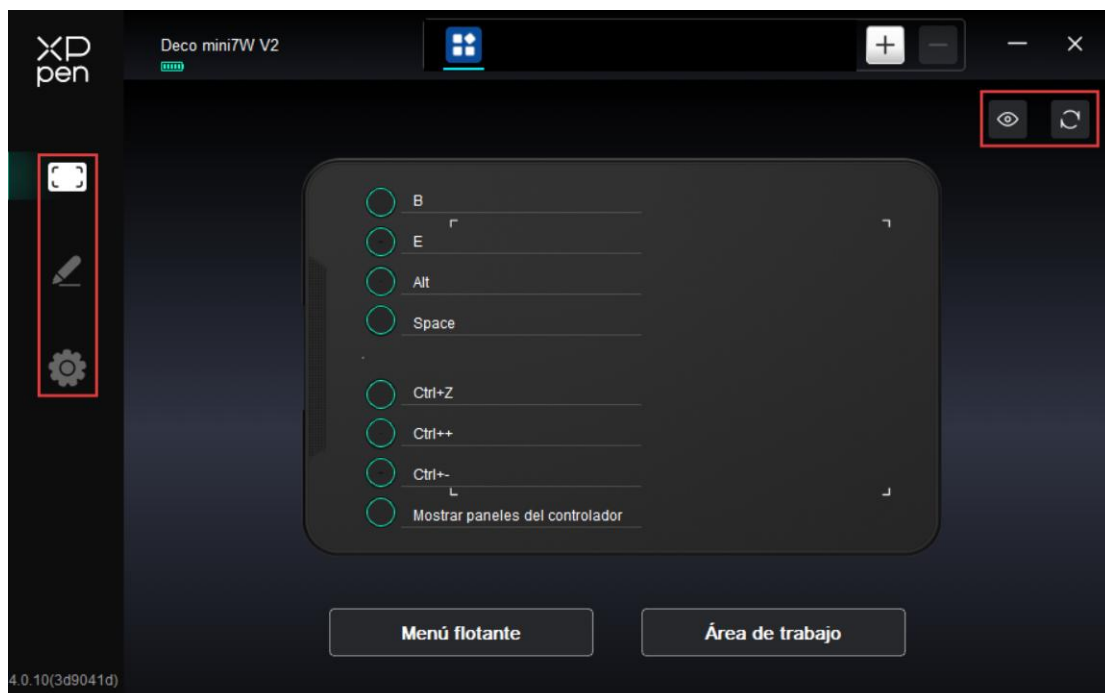 XP
pen
Deco mini7W V2
B
E
Alt
Space
Ctrl+Z
Ctrl++
Ctrl+-
Mostrar paneles del controlador
Menú flotante
Área de trabajo
4.0.10(3d9041d)